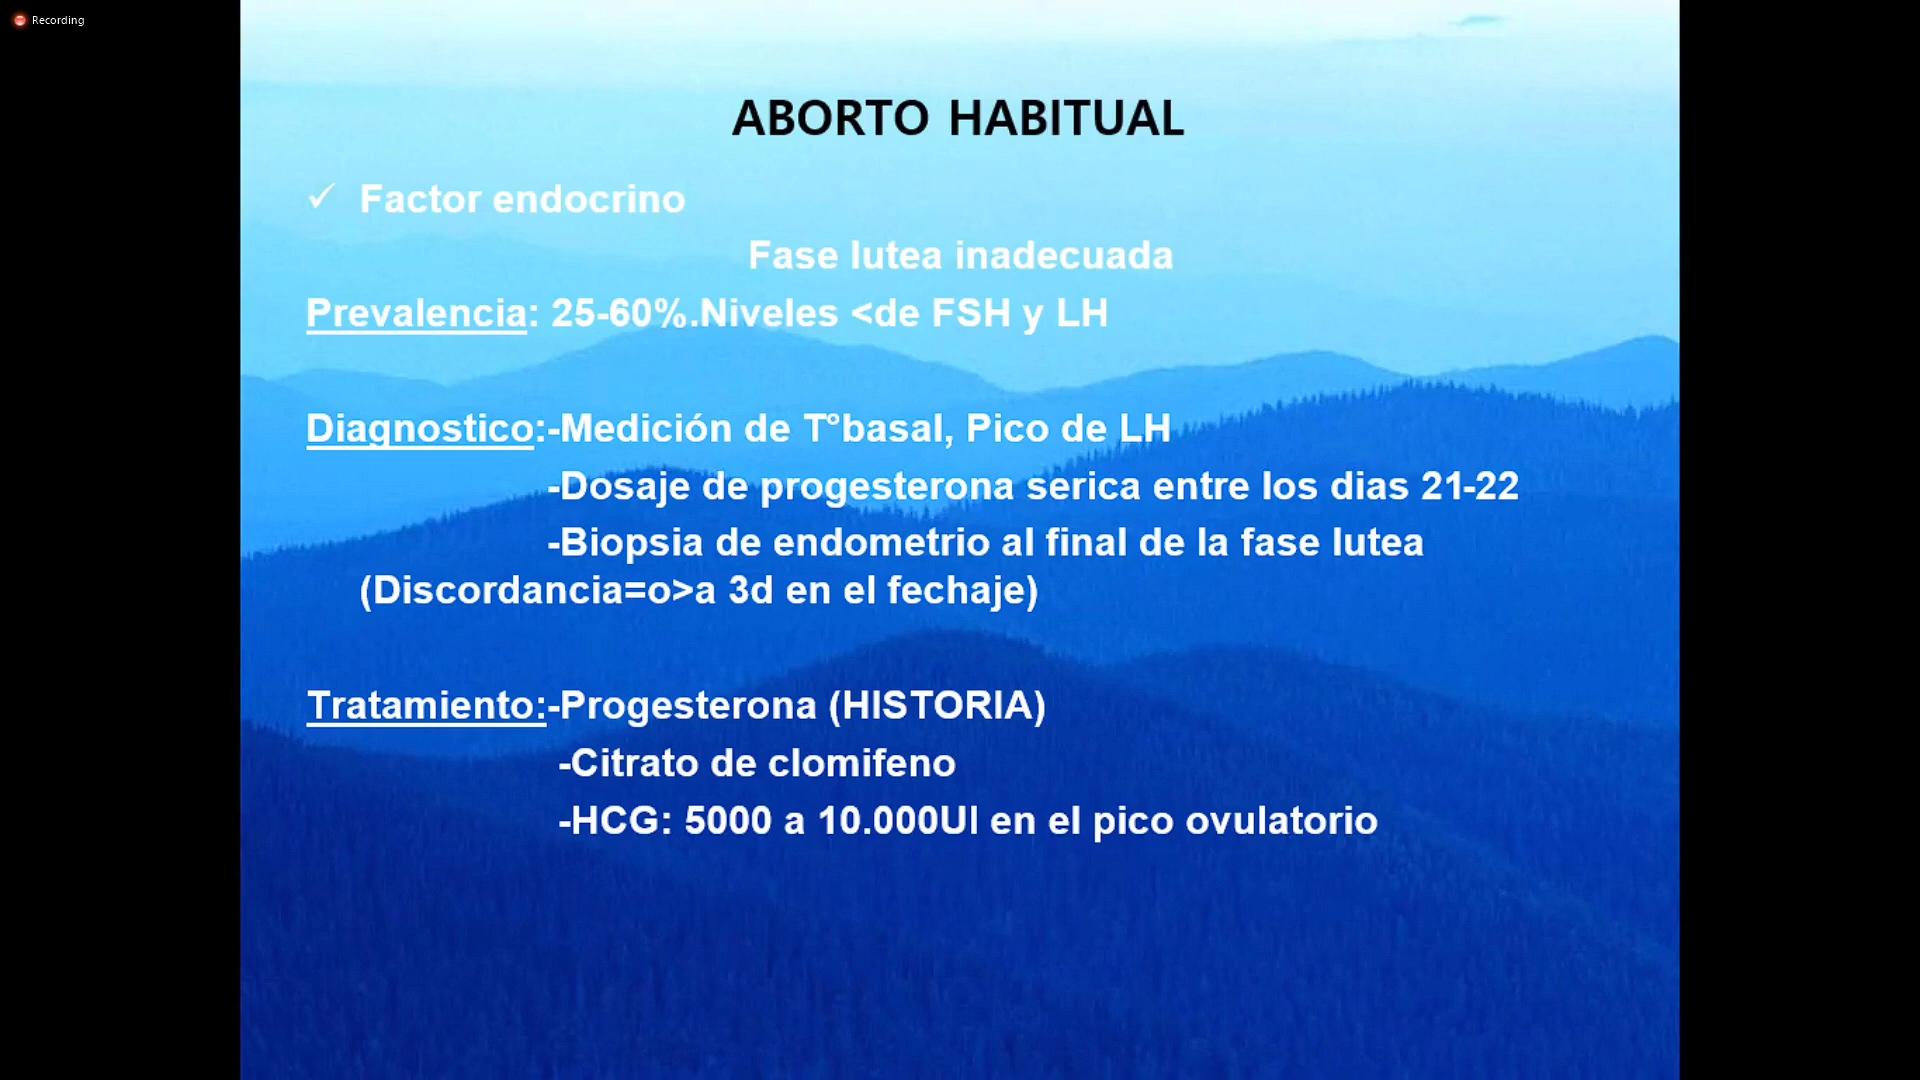 Recording
ABORTO HABITUAL
✓ Factor endocrino
Fase lutea inadecuada
Prevalencia: 25-60%.Niveles <de FSH y LH
Diagnostico:-Medición de T°basal, Pico de LH
-Dosaje de progesterona serica entre los dias 21-22
-Biopsia de endometrio al final de la fase lutea
(Discordancia=o>a 3d en el fechaje)
Tratamiento:-Progesterona (HISTORIA)
-Citrato de clomifeno
-HCG: 5000 a 10.000UI en el pico ovulatorio